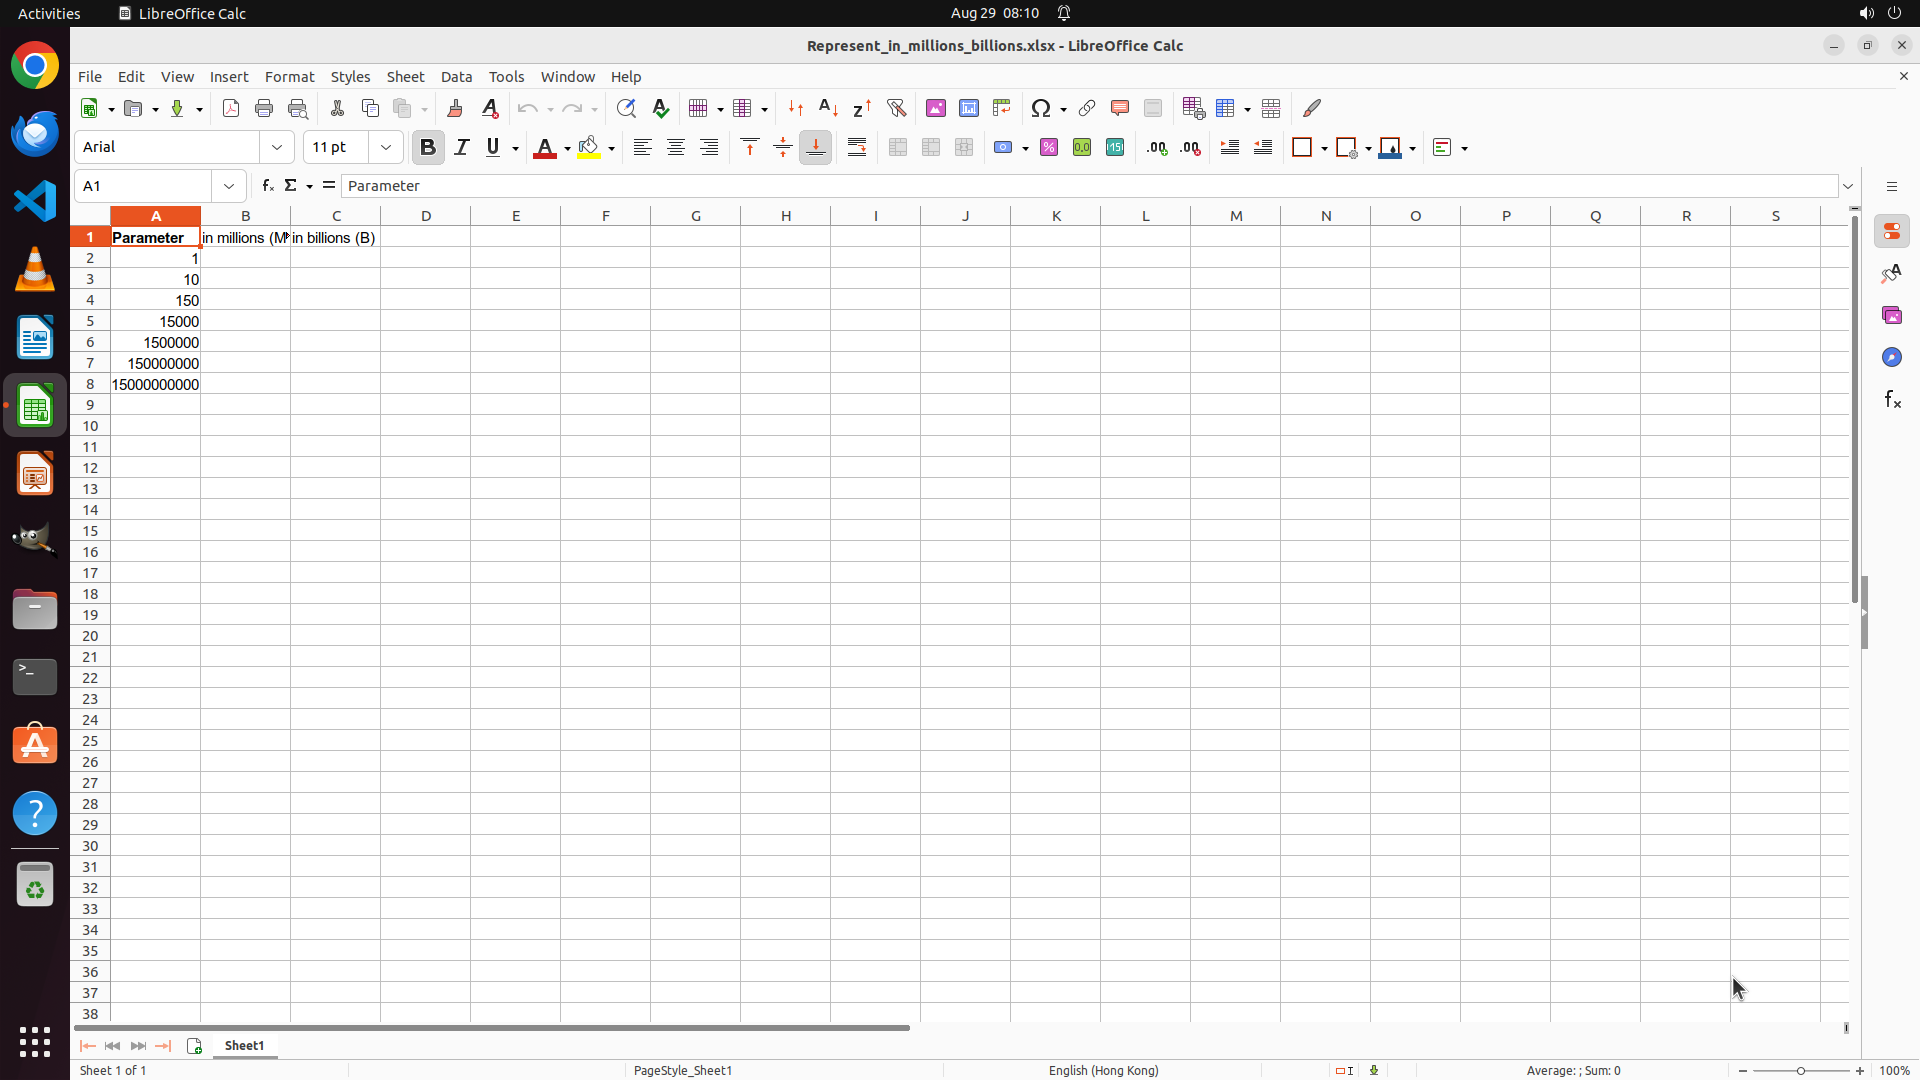 Activities
LibreOffice Calc
Aug 29 08:10
Represent_in_millions_billions.xlsx - LibreOffice Calc
File Edit View Insert Format Styles Sheet Data Tools Window Help
Arial
11 pt
A1
Parameter
A B C D E F G H I J K L M N O P Q R S
1 Parameter in millions (M in billions (B)
2 1
3 10
4 150
5 15000
6 1500000
7 150000000
8 15000000000
9
10
11
12
13
14
15
16
17
18
19
20
21
22
23
24
25
26
27
28
29
30
31
32
33
34
35
36
37
38
Sheet1
Sheet 1 of 1
PageStyle_Sheet1
English (Hong Kong)
Average: ; Sum: 0
100%